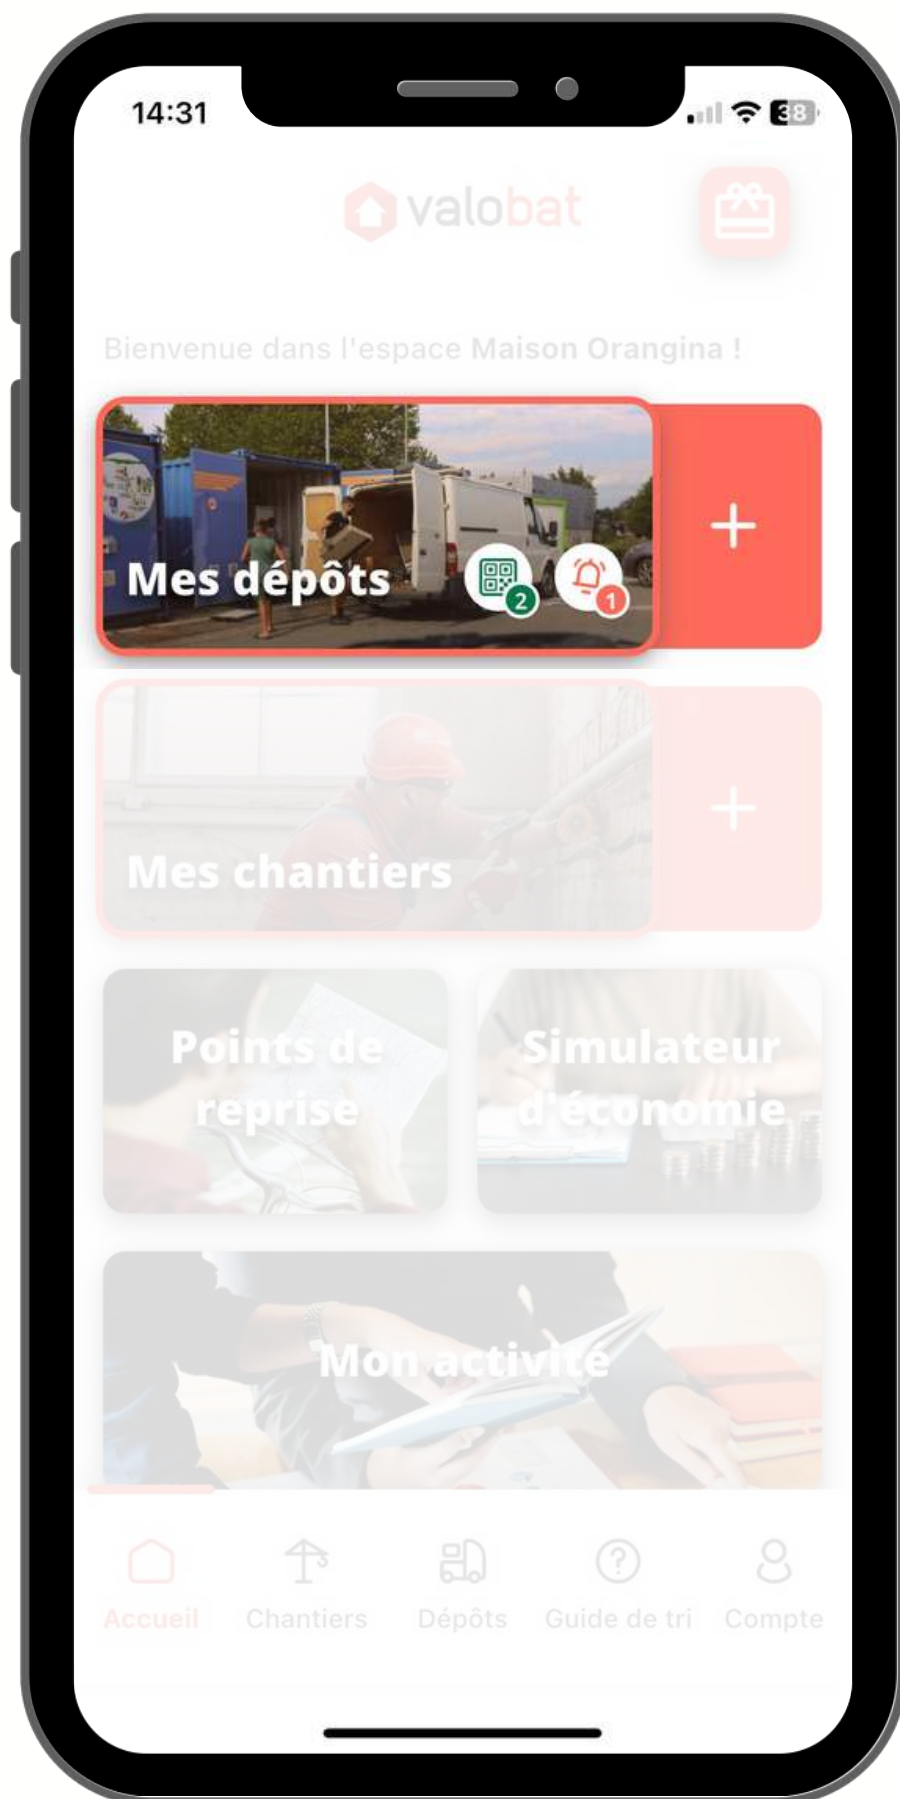 14:31
38
valobat
Bienvenue dans l'espace Maison Orangina !
Mes dépôts
2
1
+
Mes chantiers
+
Points de
reprise
Simulateur
d'économie
Mon activité
Accueil
Chantiers
Dépôts
Guide de tri
Compte